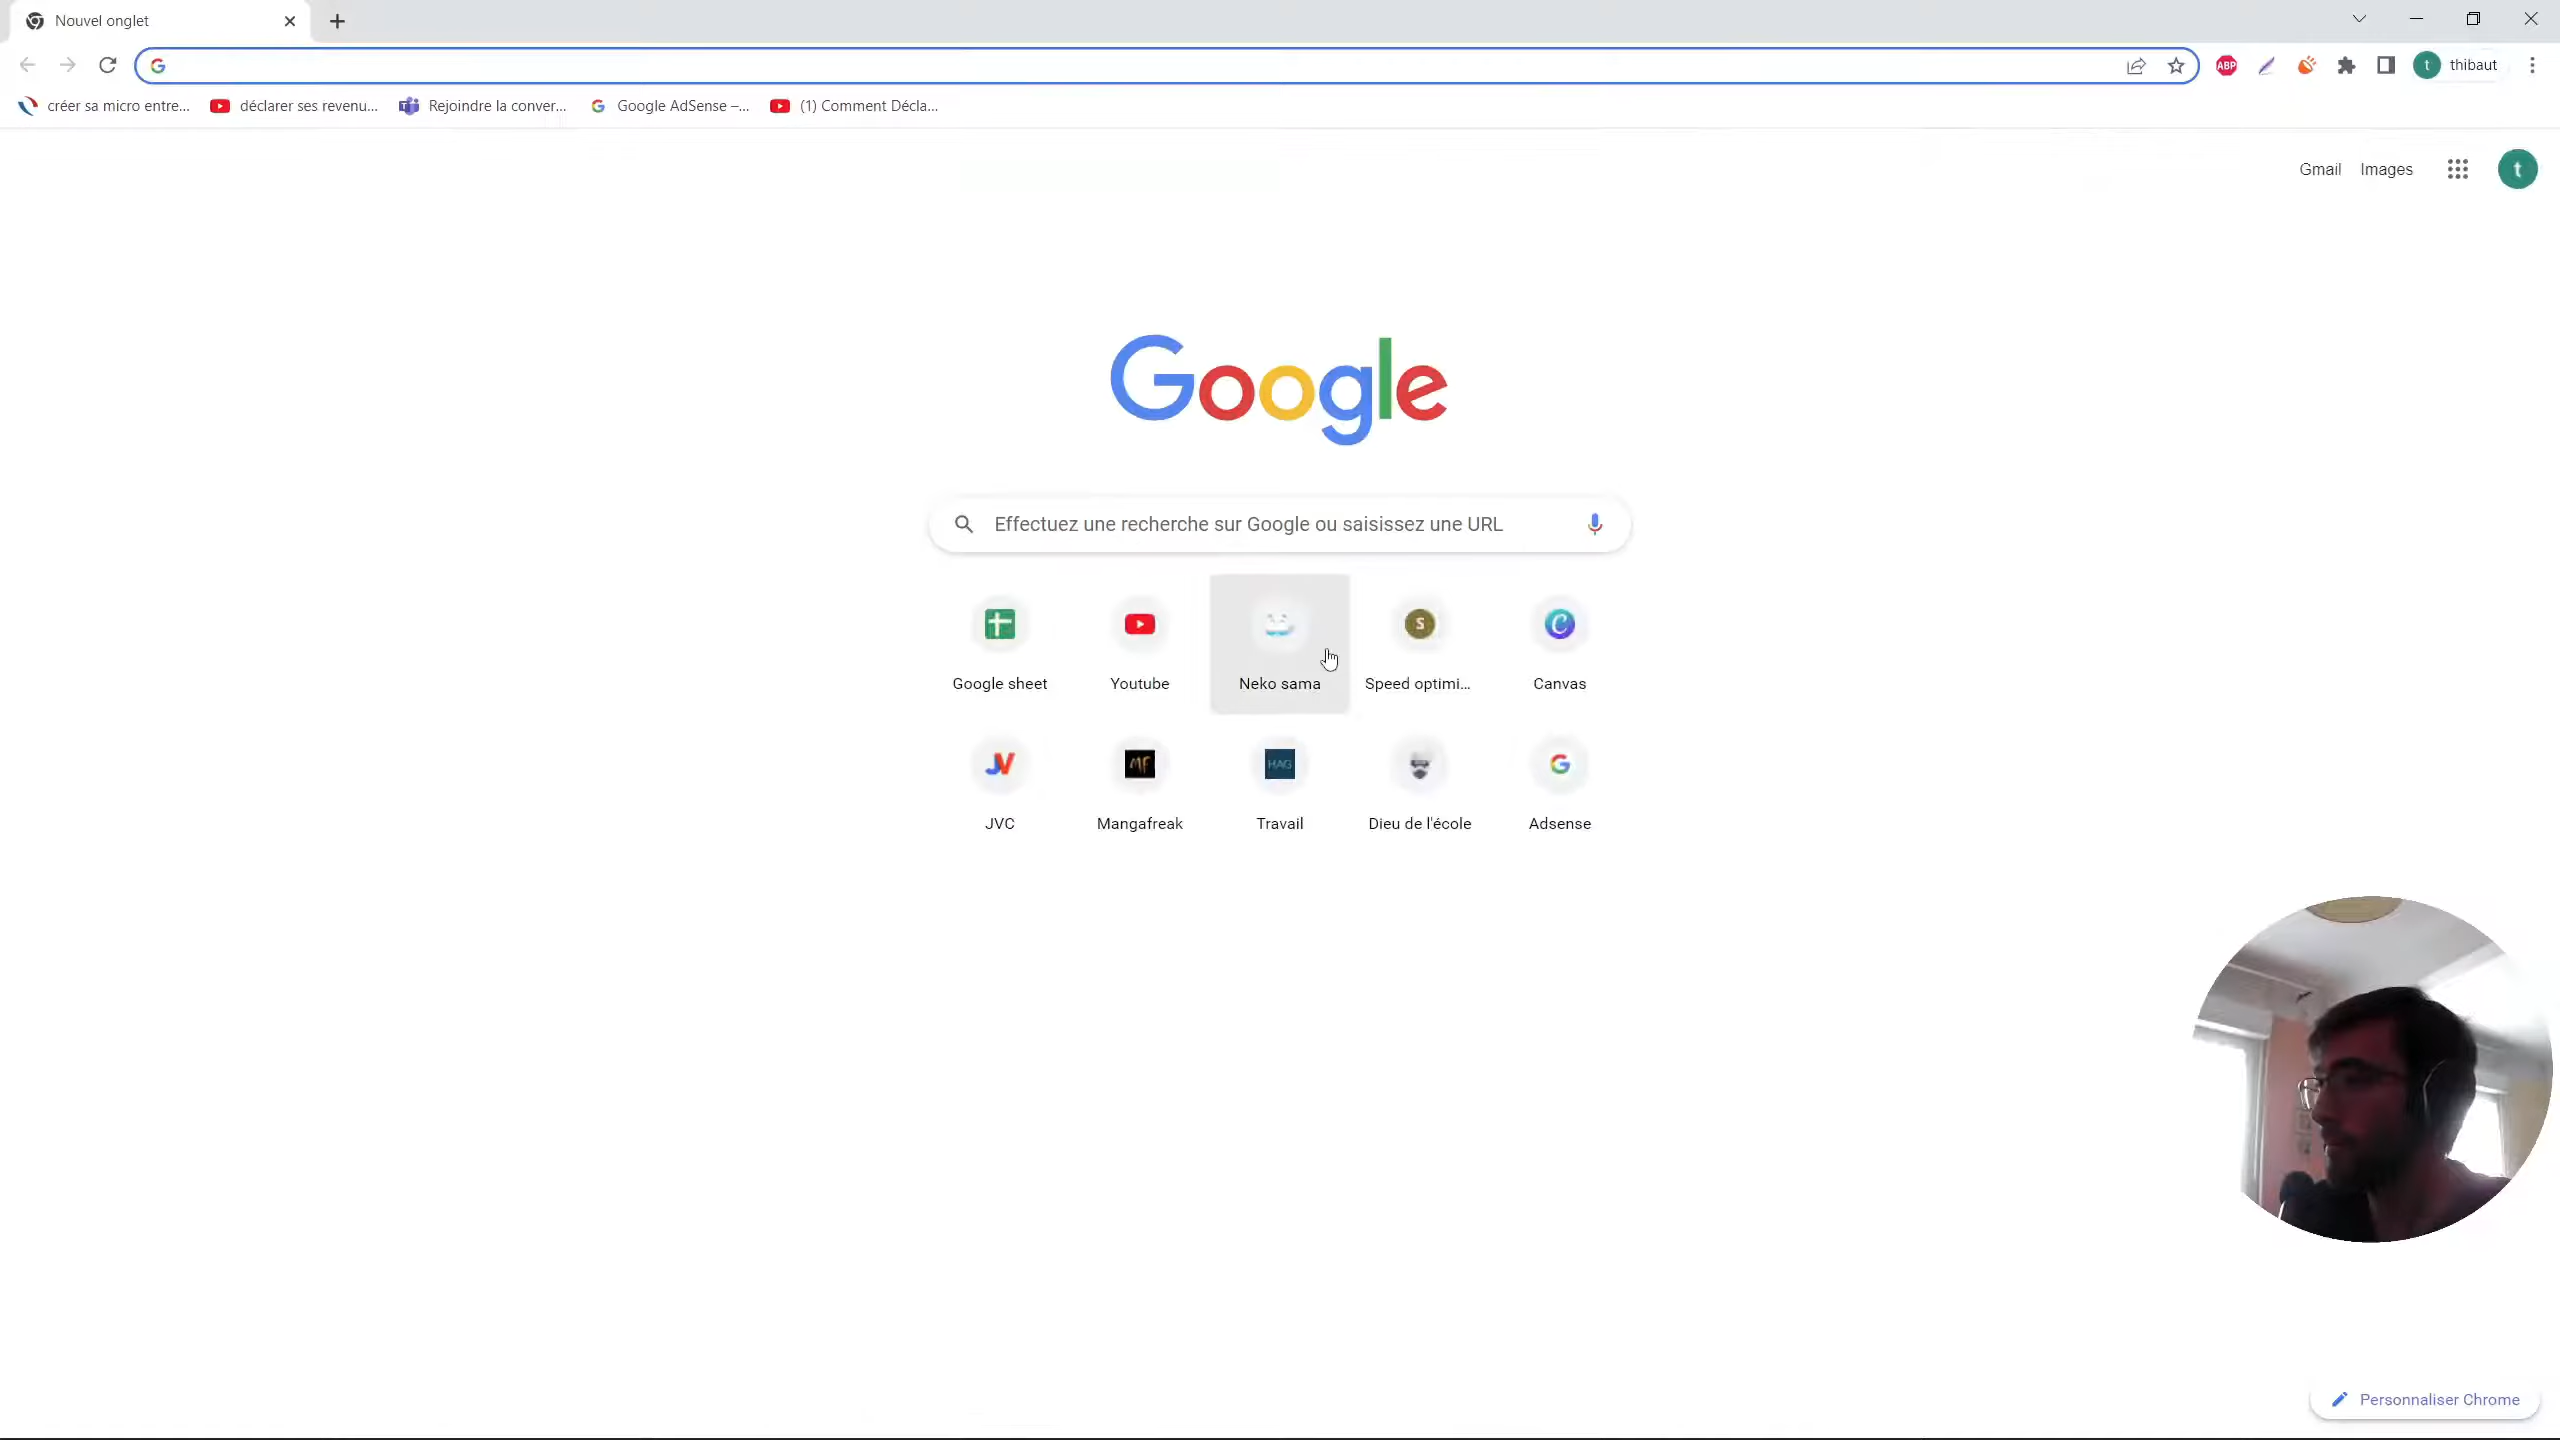 Nouvel onglet
thibaut
créer sa micro entre...
déclarer ses revenu...
Rejoindre la conver...
Google AdSense –...
(1) Comment Décla...
Gmail
Images
t
Google
Effectuez une recherche sur Google ou saisissez une URL
Google sheet
Youtube
Neko sama
Speed optimi...
Canvas
JVC
Mangafreak
Travail
Dieu de l'école
Adsense
Personnaliser Chrome